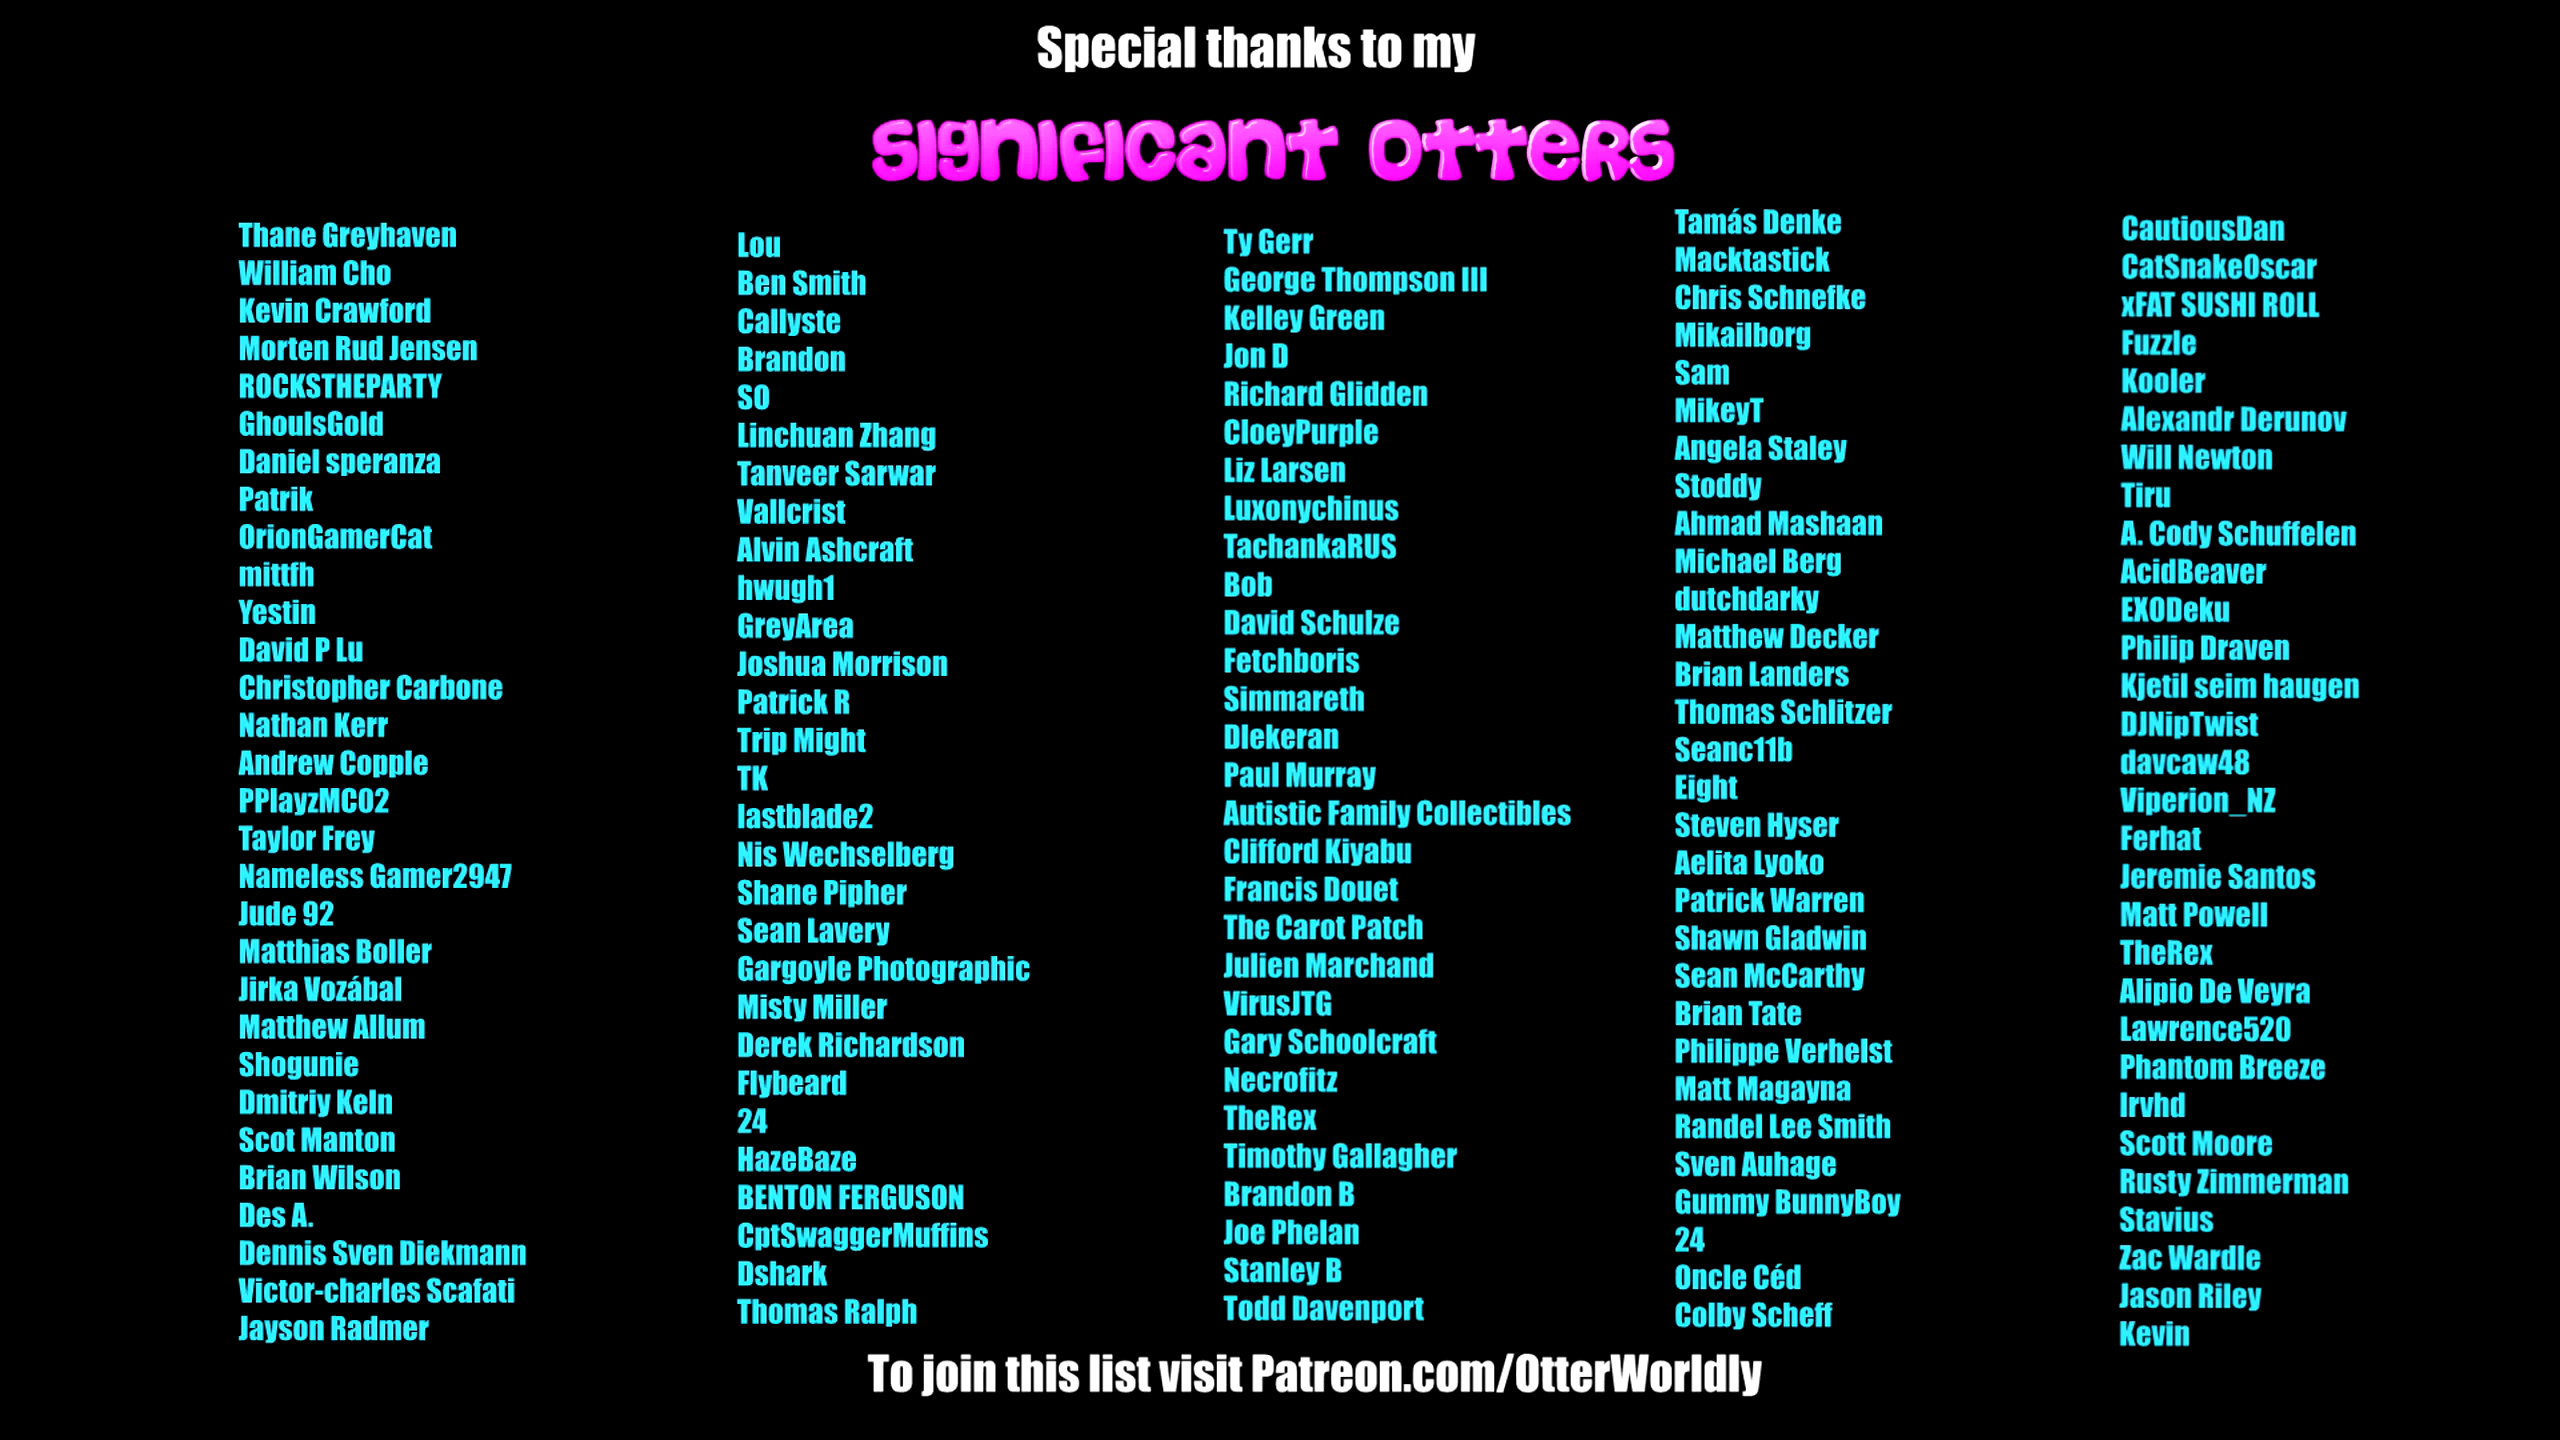 Special thanks to my
SIGNIFICANT OTTERS
Thane Greyhaven
William Cho
Kevin Crawford
Morten Rud Jensen
ROCKSTHEPARTY
GhoulsGold
Daniel speranza
Patrik
OrionGamerCat
mittfh
Yestin
David P Lu
Christopher Carbone
Nathan Kerr
Andrew Copple
PPlayzMC02
Taylor Frey
Nameless Gamer2947
Jude 92
Matthias Boller
Jirka Vozábal
Matthew Allum
Shogunie
Dmitriy Keln
Scot Manton
Brian Wilson
Des A.
Dennis Sven Diekmann
Victor-charles Scafati
Jayson Radmer
Lou
Ben Smith
Callyste
Brandon
SO
Linchuan Zhang
Tanveer Sarwar
Vallcrist
Alvin Ashcraft
hwugh1
GreyArea
Joshua Morrison
Patrick R
Trip Might
TK
lastblade2
Nis Wechselberg
Shane Pipher
Sean Lavery
Gargoyle Photographic
Misty Miller
Derek Richardson
Flybeard
24
HazeBaze
BENTON FERGUSON
CptSwaggerMuffins
Dshark
Thomas Ralph
Ty Gerr
George Thompson III
Kelley Green
Jon D
Richard Glidden
CloeyPurple
Liz Larsen
Luxonychinus
TachankaRUS
Bob
David Schulze
Fetchboris
Simmareth
Dlekeran
Paul Murray
Autistic Family Collectibles
Clifford Kiyabu
Francis Douet
The Carot Patch
Julien Marchand
VirusJTG
Gary Schoolcraft
Necrofitz
TheRex
Timothy Gallagher
Brandon B
Joe Phelan
Stanley B
Todd Davenport
Tamás Denke
Macktastick
Chris Schnefke
Mikailborg
Sam
MikeyT
Angela Staley
Stoddy
Ahmad Mashaan
Michael Berg
dutchdarky
Matthew Decker
Brian Landers
Thomas Schlitzer
Seanc11b
Eight
Steven Hyser
Aelita Lyoko
Patrick Warren
Shawn Gladwin
Sean McCarthy
Brian Tate
Philippe Verhelst
Matt Magayna
Randel Lee Smith
Sven Auhage
Gummy BunnyBoy
24
Oncle Céd
Colby Scheff
CautiousDan
CatSnakeOscar
xFAT SUSHI ROLL
Fuzzle
Kooler
Alexandr Derunov
Will Newton
Tiru
A. Cody Schuffelen
AcidBeaver
EXODeku
Philip Draven
Kjetil seim haugen
DJNipTwist
davcaw48
Viperion_NZ
Ferhat
Jeremie Santos
Matt Powell
TheRex
Alipio De Veyra
Lawrence520
Phantom Breeze
lrvhd
Scott Moore
Rusty Zimmerman
Stavius
Zac Wardle
Jason Riley
Kevin
To join this list visit Patreon.com/OtterWorldly